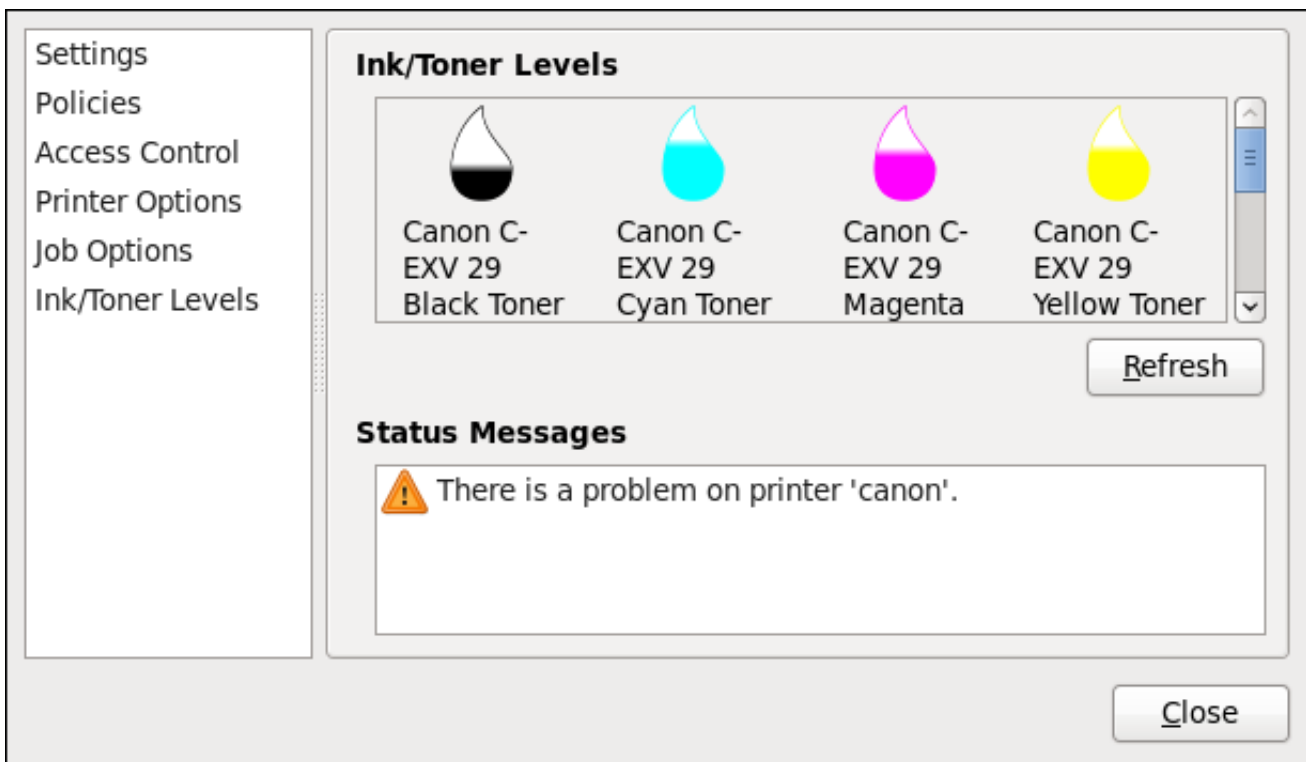 Settings
Policies
Access Control
Printer Options
Job Options
Ink/Toner Levels
Ink/Toner Levels
Canon C-
EXV 29
Black Toner
Canon C-
EXV 29
Cyan Toner
Canon C-
EXV 29
Magenta
Canon C-
EXV 29
Yellow Toner
Refresh
Status Messages
There is a problem on printer 'canon'.
Close